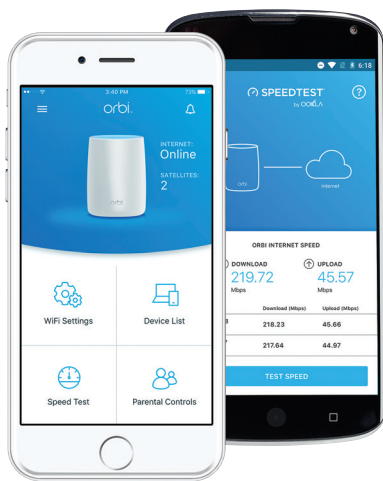 3:40 PM
73%
orbi
INTERNET:
Online
SATELLITES:
2
orbi
WiFi Settings
Device List
Speed Test
Parental Controls
6:18
SPEEDTEST
by OOKLA
?
orbi
Internet
ORBI INTERNET SPEED
DOWNLOAD
UPLOAD
219.72
45.57
Mbps
Mbps
Download (Mbps)
Upload (Mbps)
218.23
45.66
217.64
44.97
TEST SPEED